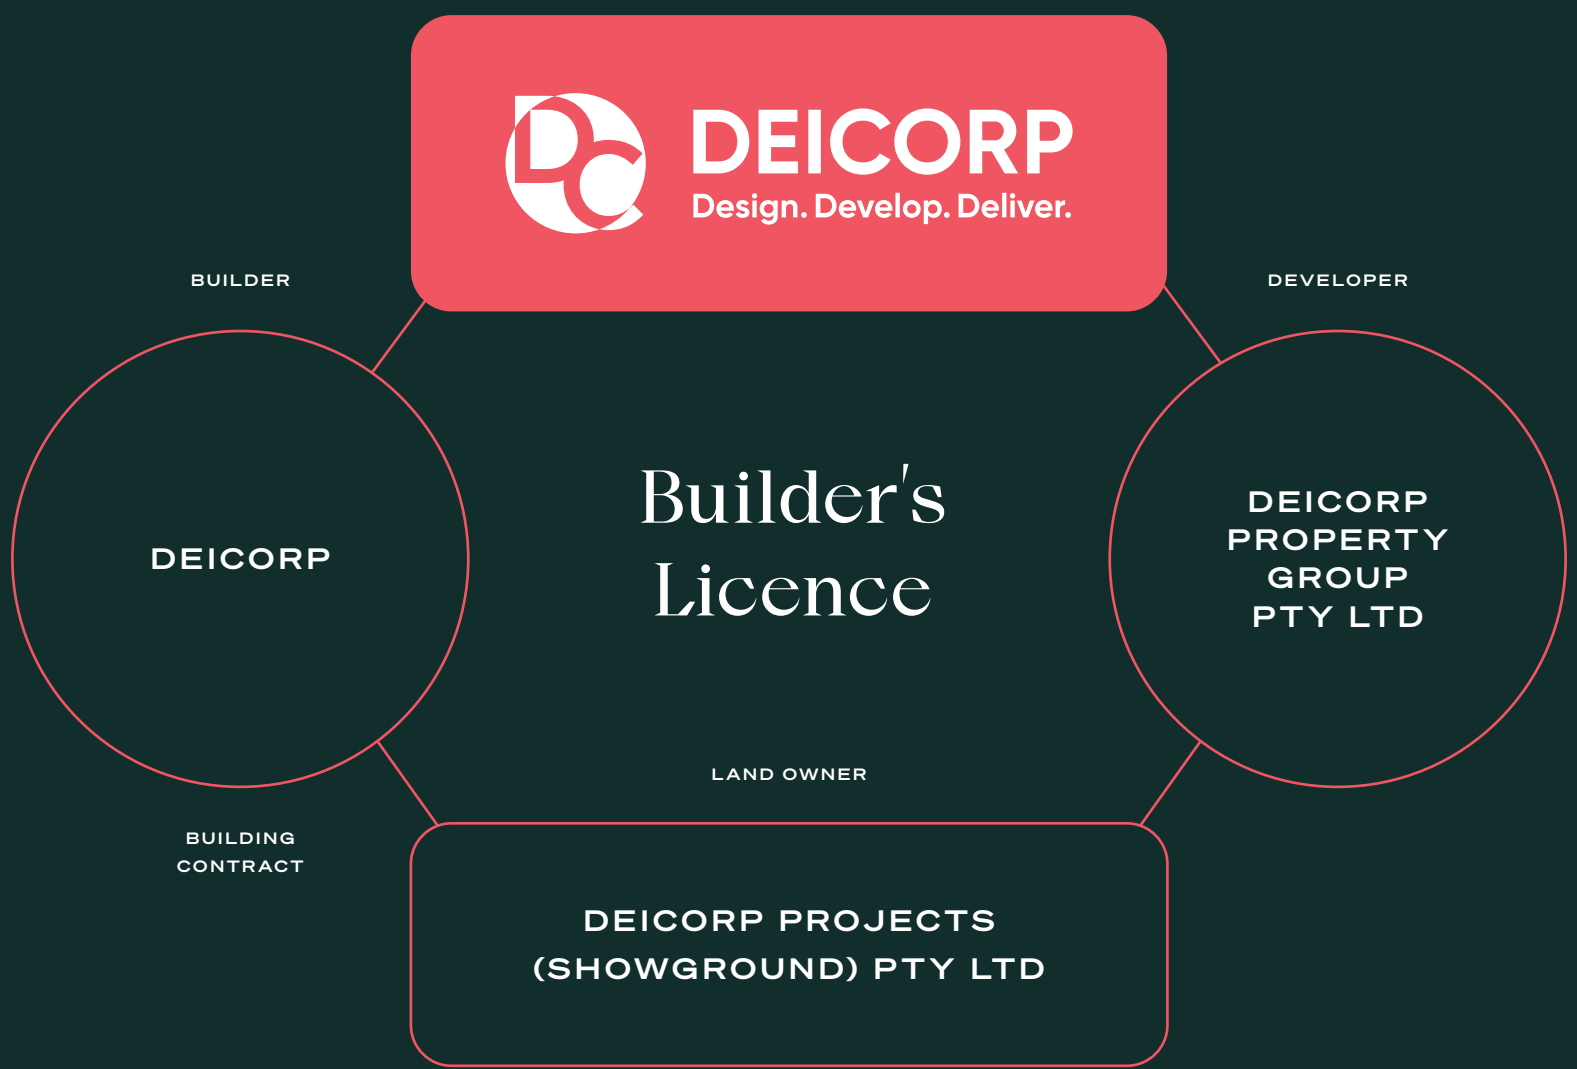 DC
DEICORP
Design. Develop. Deliver.
BUILDER
DEVELOPER
DEICORP
Builder's
Licence
DEICORP
PROPERTY
GROUP
PTY LTD
LAND OWNER
BUILDING
CONTRACT
DEICORP PROJECTS
(SHOWGROUND) PTY LTD